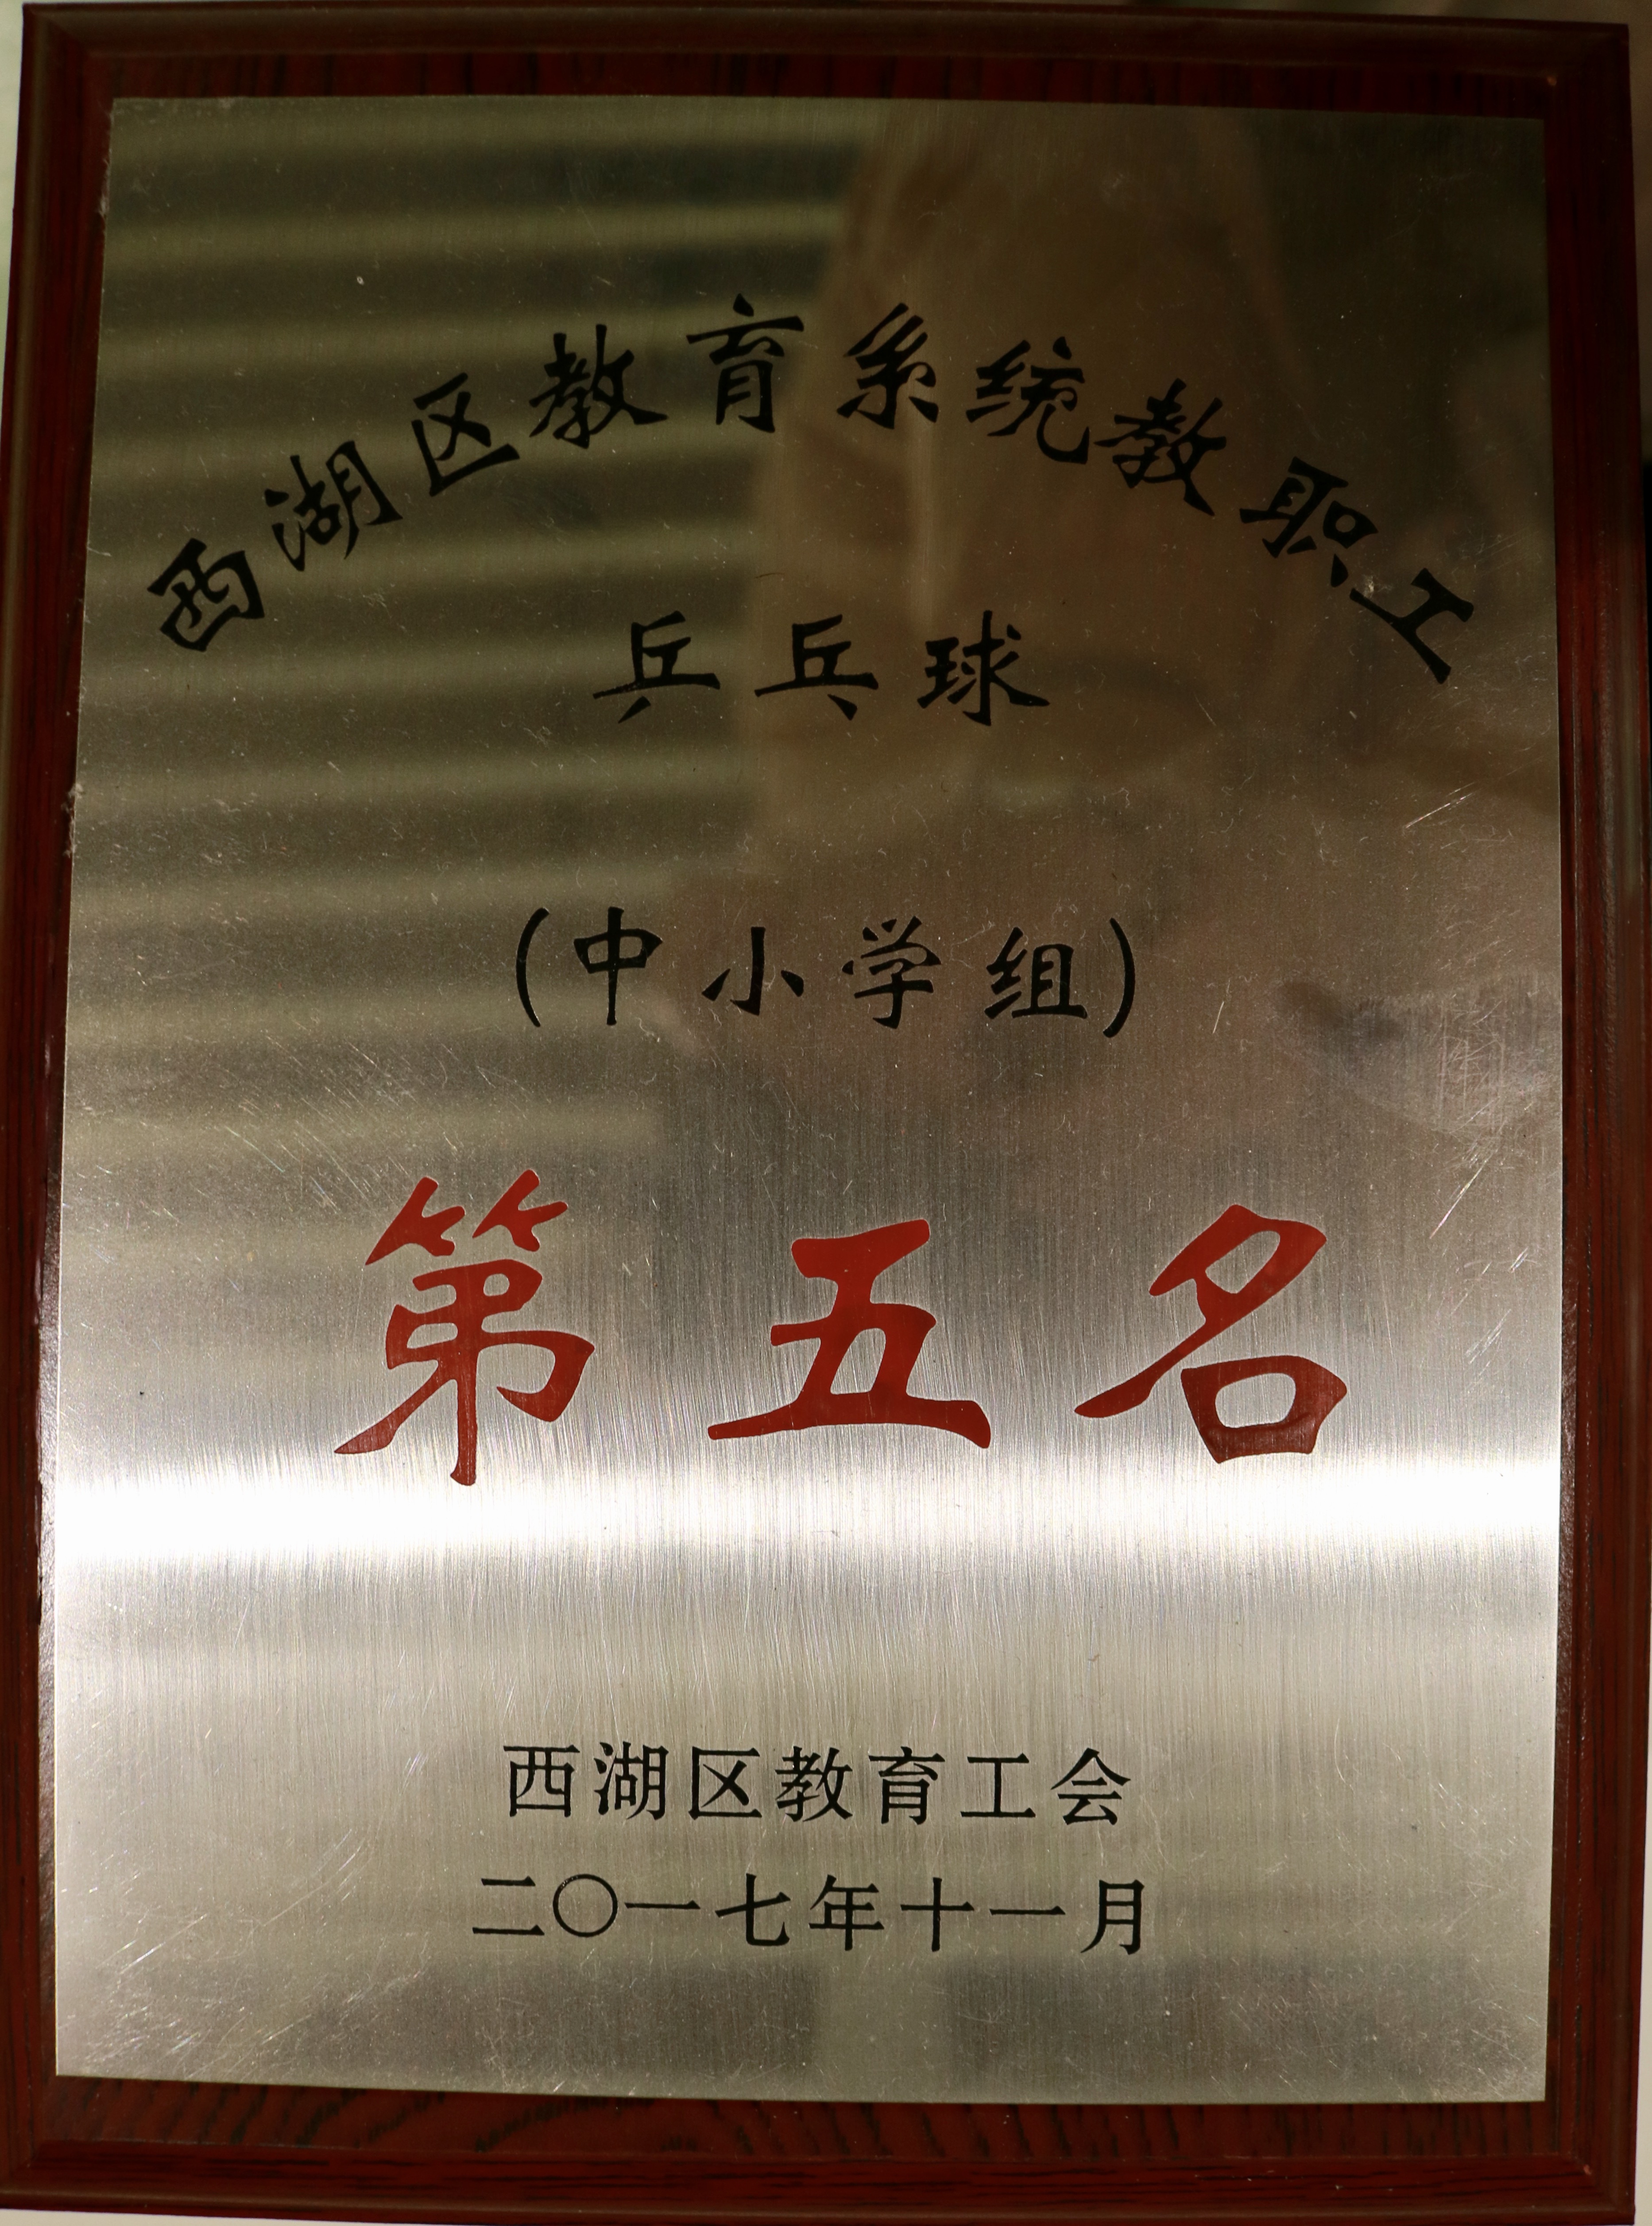 西湖区教育系统教职工
乒乓球
(中小学组)
第五名
西湖区教育工会
二〇一七年十一月